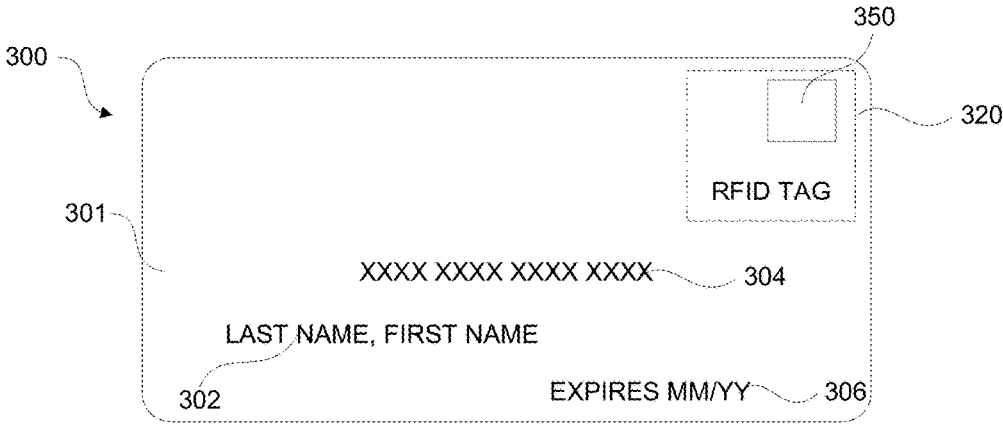 350
300
320
RFID TAG
301
XXXX XXXX XXXX XXXX
304
LAST NAME, FIRST NAME
302
EXPIRES MM/YY
306